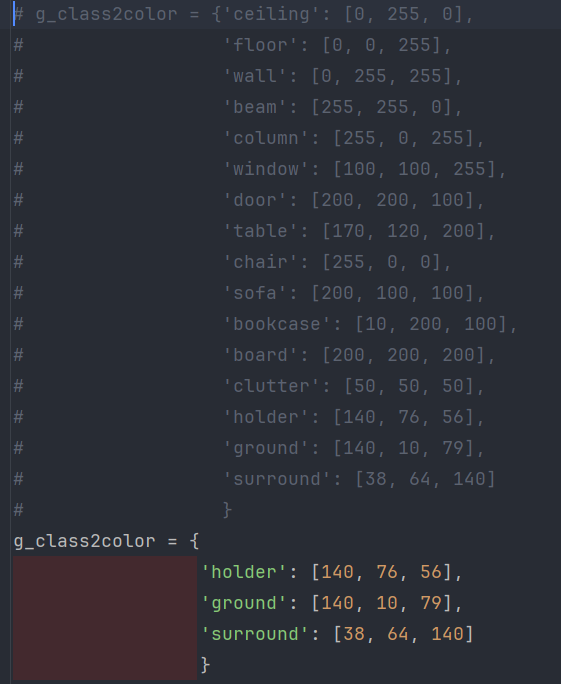 # g_class2color = {'ceiling': [0, 255, 0],
#                  'floor': [0, 0, 255],
#                  'wall': [0, 255, 255],
#                  'beam': [255, 255, 0],
#                  'column': [255, 0, 255],
#                  'window': [100, 100, 255],
#                  'door': [200, 200, 100],
#                  'table': [170, 120, 200],
#                  'chair': [255, 0, 0],
#                  'sofa': [200, 100, 100],
#                  'bookcase': [10, 200, 100],
#                  'board': [200, 200, 200],
#                  'clutter': [50, 50, 50],
#                  'holder': [140, 76, 56],
#                  'ground': [140, 10, 79],
#                  'surround': [38, 64, 140]
#                  }
g_class2color = {
                 'holder': [140, 76, 56],
                 'ground': [140, 10, 79],
                 'surround': [38, 64, 140]
                 }